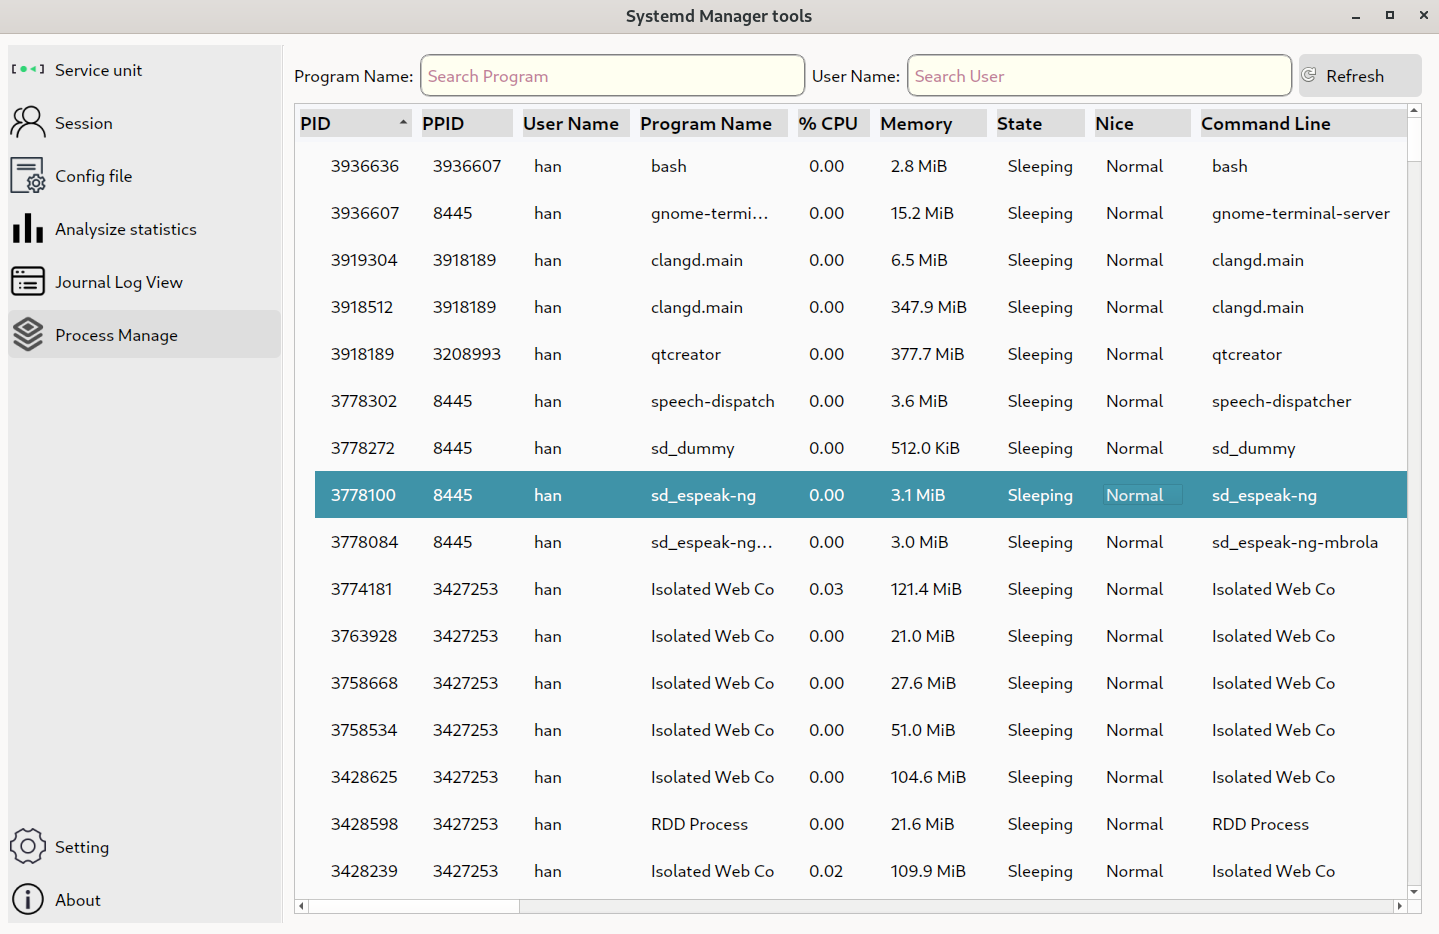 Systemd Manager tools
Service unit
Session
Config file
Analysize statistics
Journal Log View
Process Manage
Setting
About
Program Name: Search Program User Name: Search User Refresh
PID PPID User Name Program Name % CPU Memory State Nice Command Line
3936636 3936607 han bash 0.00 2.8 MiB Sleeping Normal bash
3936607 8445 han gnome-termi... 0.00 15.2 MiB Sleeping Normal gnome-terminal-server
3919304 3918189 han clangd.main 0.00 6.5 MiB Sleeping Normal clangd.main
3918512 3918189 han clangd.main 0.00 347.9 MiB Sleeping Normal clangd.main
3918189 3208993 han qtcreator 0.00 377.7 MiB Sleeping Normal qtcreator
3778302 8445 han speech-dispatch 0.00 3.6 MiB Sleeping Normal speech-dispatcher
3778272 8445 han sd_dummy 0.00 512.0 KiB Sleeping Normal sd_dummy
3778100 8445 han sd_espeak-ng 0.00 3.1 MiB Sleeping Normal sd_espeak-ng
3778084 8445 han sd_espeak-ng... 0.00 3.0 MiB Sleeping Normal sd_espeak-ng-mbrola
3774181 3427253 han Isolated Web Co 0.03 121.4 MiB Sleeping Normal Isolated Web Co
3763928 3427253 han Isolated Web Co 0.00 21.0 MiB Sleeping Normal Isolated Web Co
3758668 3427253 han Isolated Web Co 0.00 27.6 MiB Sleeping Normal Isolated Web Co
3758534 3427253 han Isolated Web Co 0.00 51.0 MiB Sleeping Normal Isolated Web Co
3428625 3427253 han Isolated Web Co 0.00 104.6 MiB Sleeping Normal Isolated Web Co
3428598 3427253 han RDD Process 0.00 21.6 MiB Sleeping Normal RDD Process
3428239 3427253 han Isolated Web Co 0.02 109.9 MiB Sleeping Normal Isolated Web Co